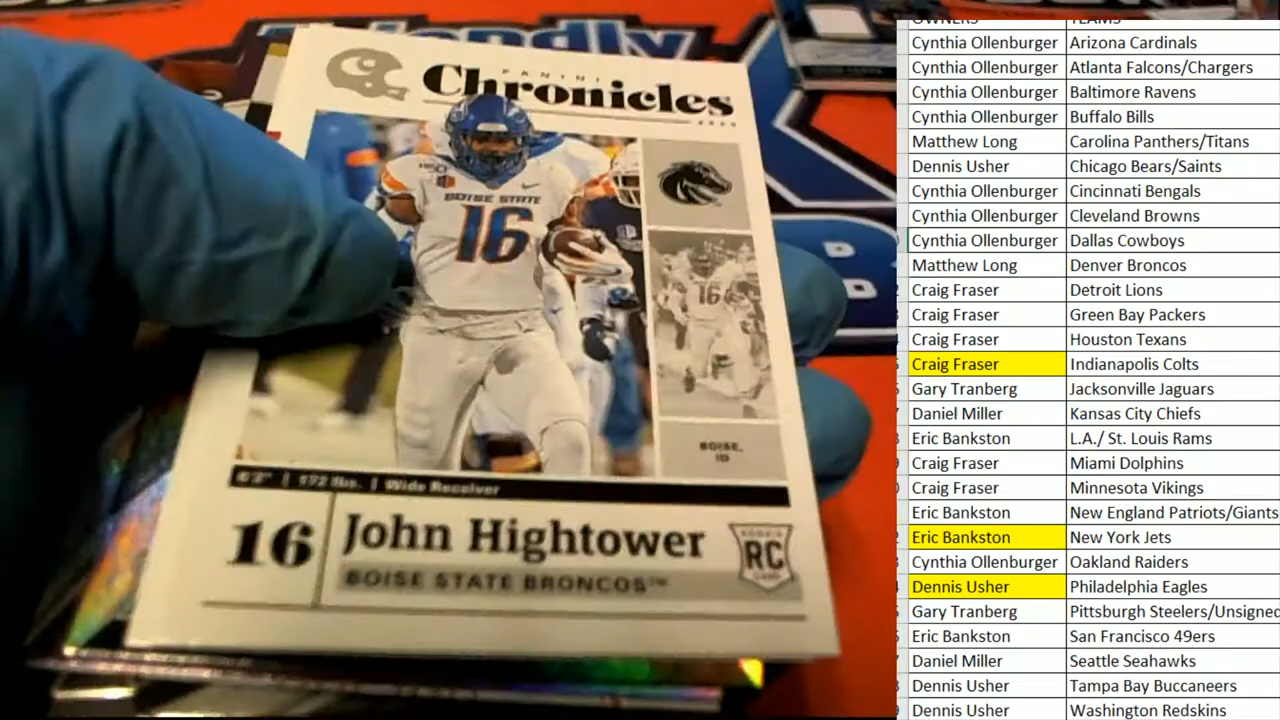 Friendly
PANINI
Chronicles
2020
BOISE STATE
16
16
BOISE,
ID
6'2" | 172 lbs. | Wide Receiver
16
John Hightower
RC
BOISE STATE BRONCOS™
OWNERS TEAMS
Cynthia Ollenburger Arizona Cardinals
Cynthia Ollenburger Atlanta Falcons/Chargers
Cynthia Ollenburger Baltimore Ravens
Cynthia Ollenburger Buffalo Bills
Matthew Long Carolina Panthers/Titans
Dennis Usher Chicago Bears/Saints
Cynthia Ollenburger Cincinnati Bengals
Cynthia Ollenburger Cleveland Browns
Cynthia Ollenburger Dallas Cowboys
Matthew Long Denver Broncos
Craig Fraser Detroit Lions
Craig Fraser Green Bay Packers
Craig Fraser Houston Texans
Craig Fraser Indianapolis Colts
Gary Tranberg Jacksonville Jaguars
Daniel Miller Kansas City Chiefs
Eric Bankston L.A./ St. Louis Rams
Craig Fraser Miami Dolphins
Craig Fraser Minnesota Vikings
Eric Bankston New England Patriots/Giants
Eric Bankston New York Jets
Cynthia Ollenburger Oakland Raiders
Dennis Usher Philadelphia Eagles
Gary Tranberg Pittsburgh Steelers/Unsigned
Eric Bankston San Francisco 49ers
Daniel Miller Seattle Seahawks
Dennis Usher Tampa Bay Buccaneers
Dennis Usher Washington Redskins